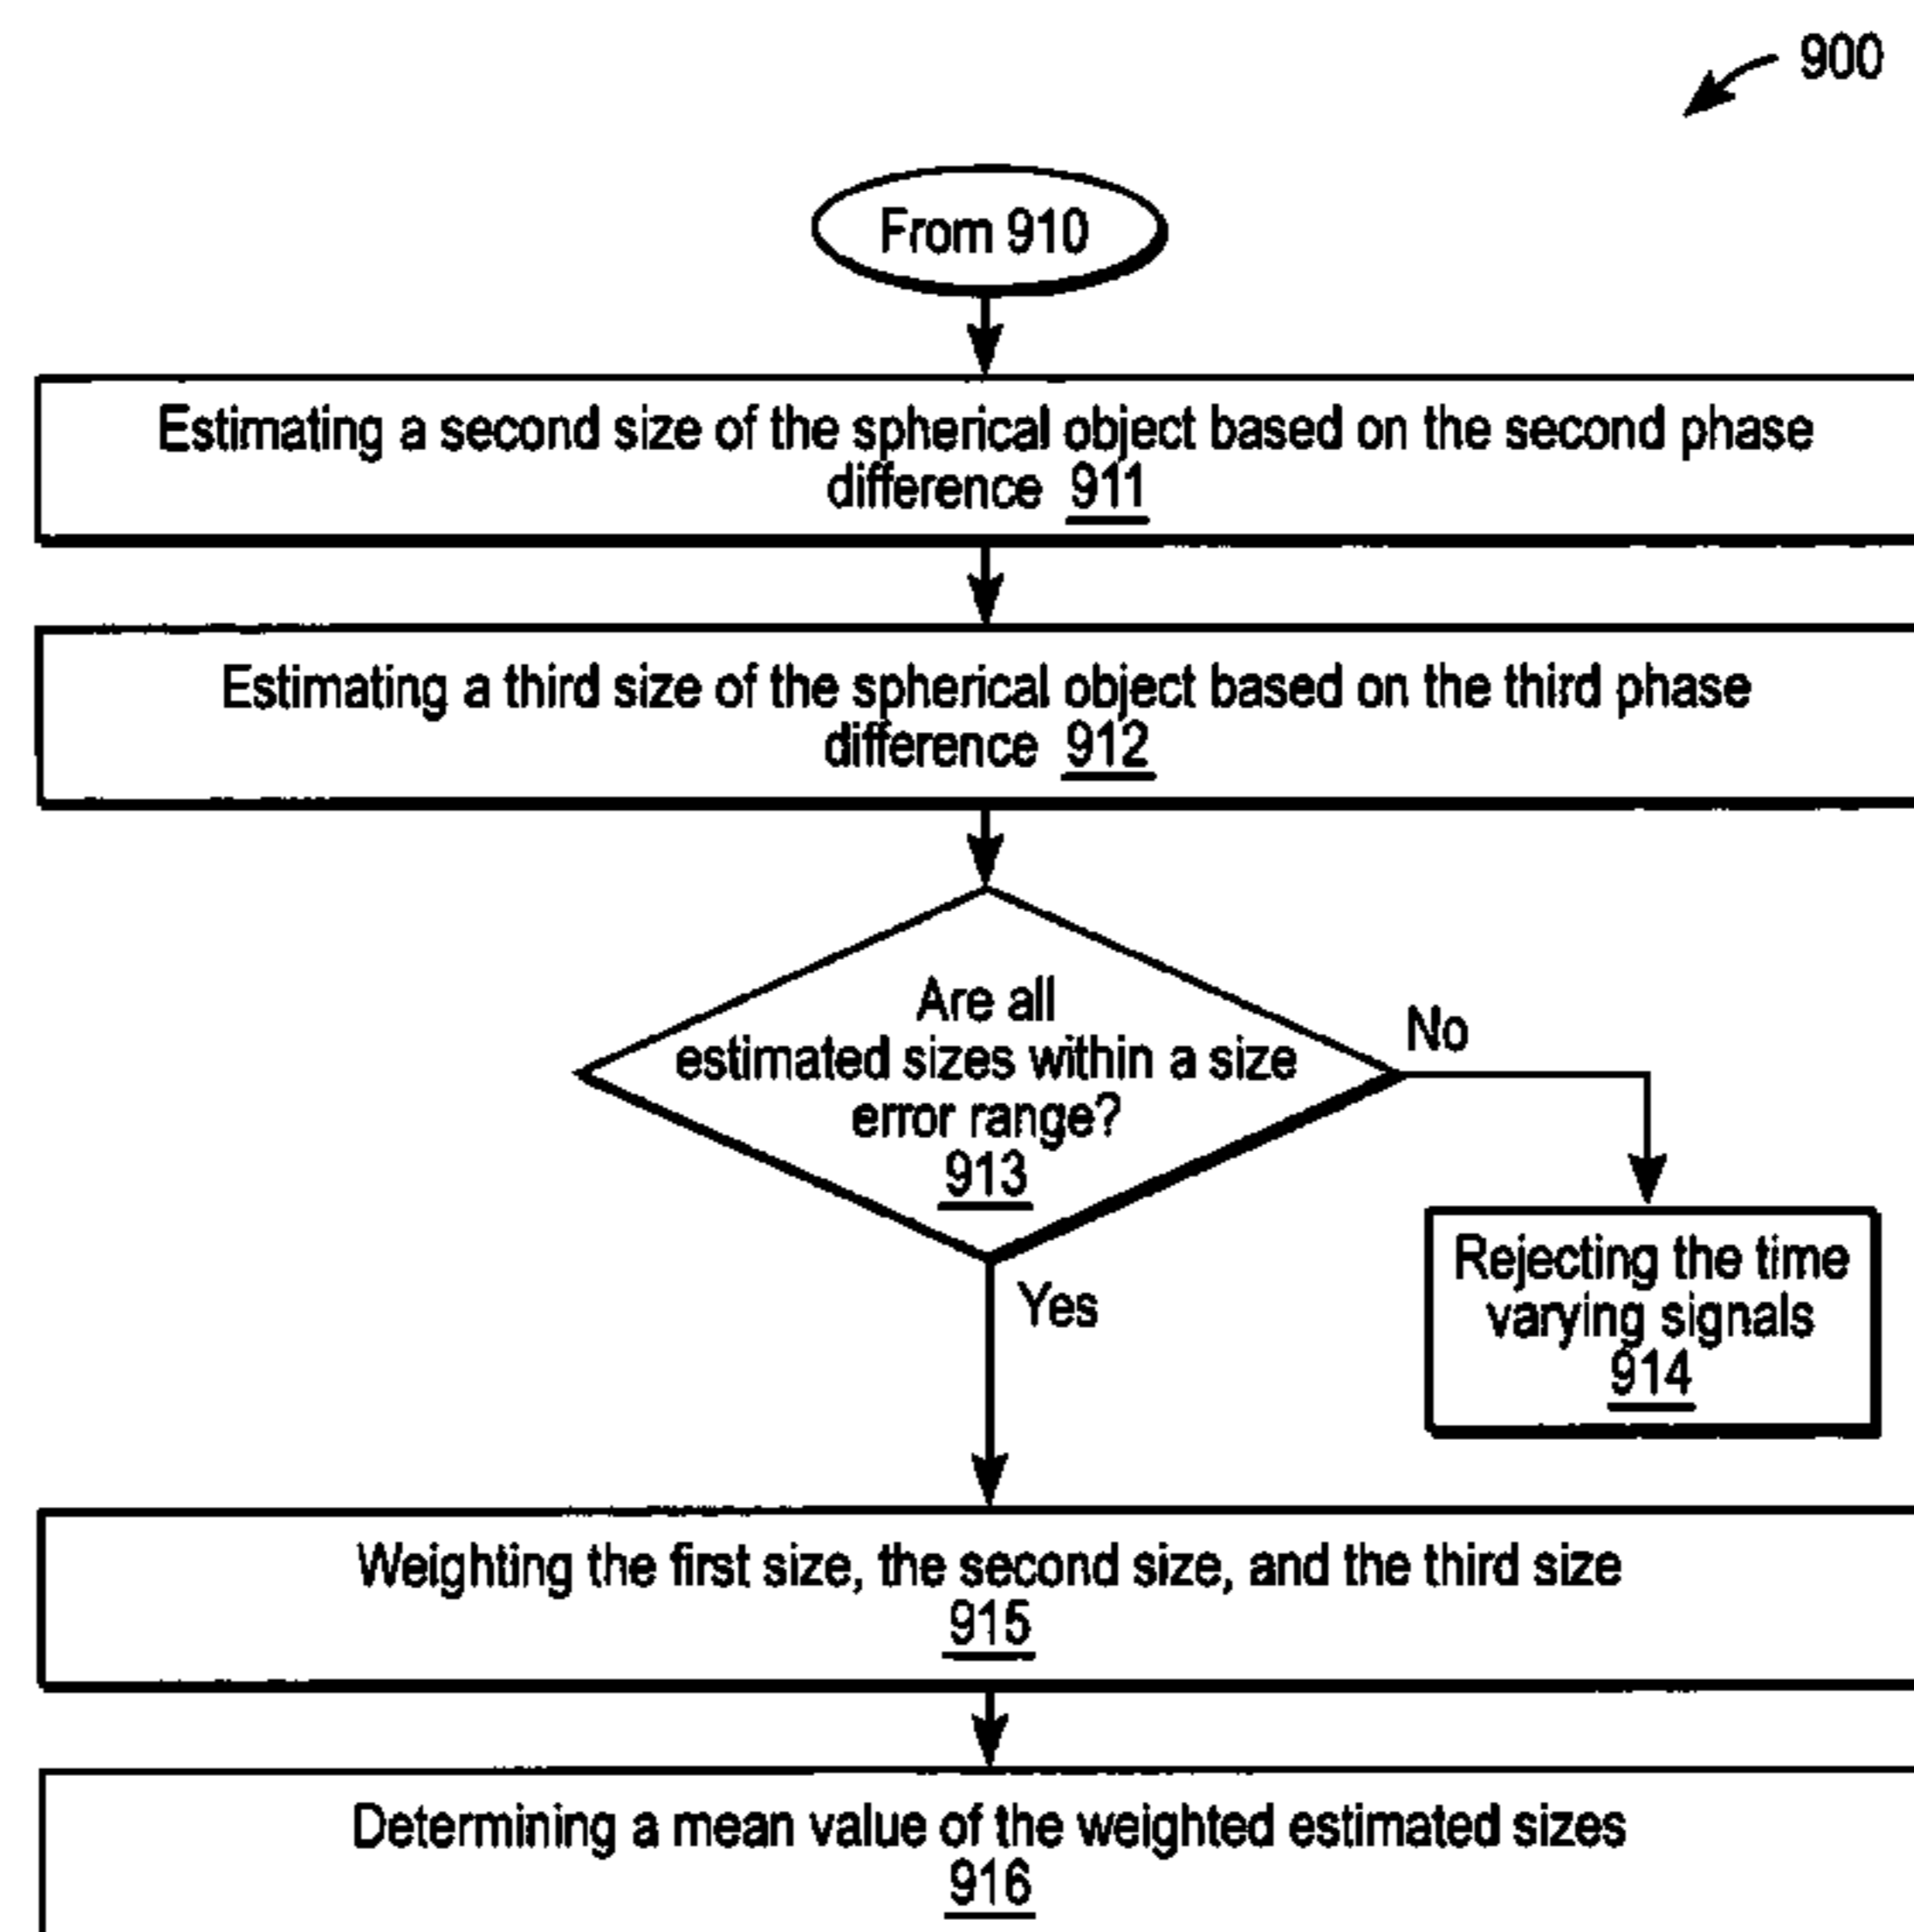 900
From 910
Estimating a second size of the spherical object based on the second phase
difference 911
Estimating a third size of the spherical object based on the third phase
difference 912
Are all
estimated sizes within a size
error range?
913
No
Rejecting the time
varying signals
914
Yes
Weighting the first size, the second size, and the third size
915
Determining a mean value of the weighted estimated sizes
916